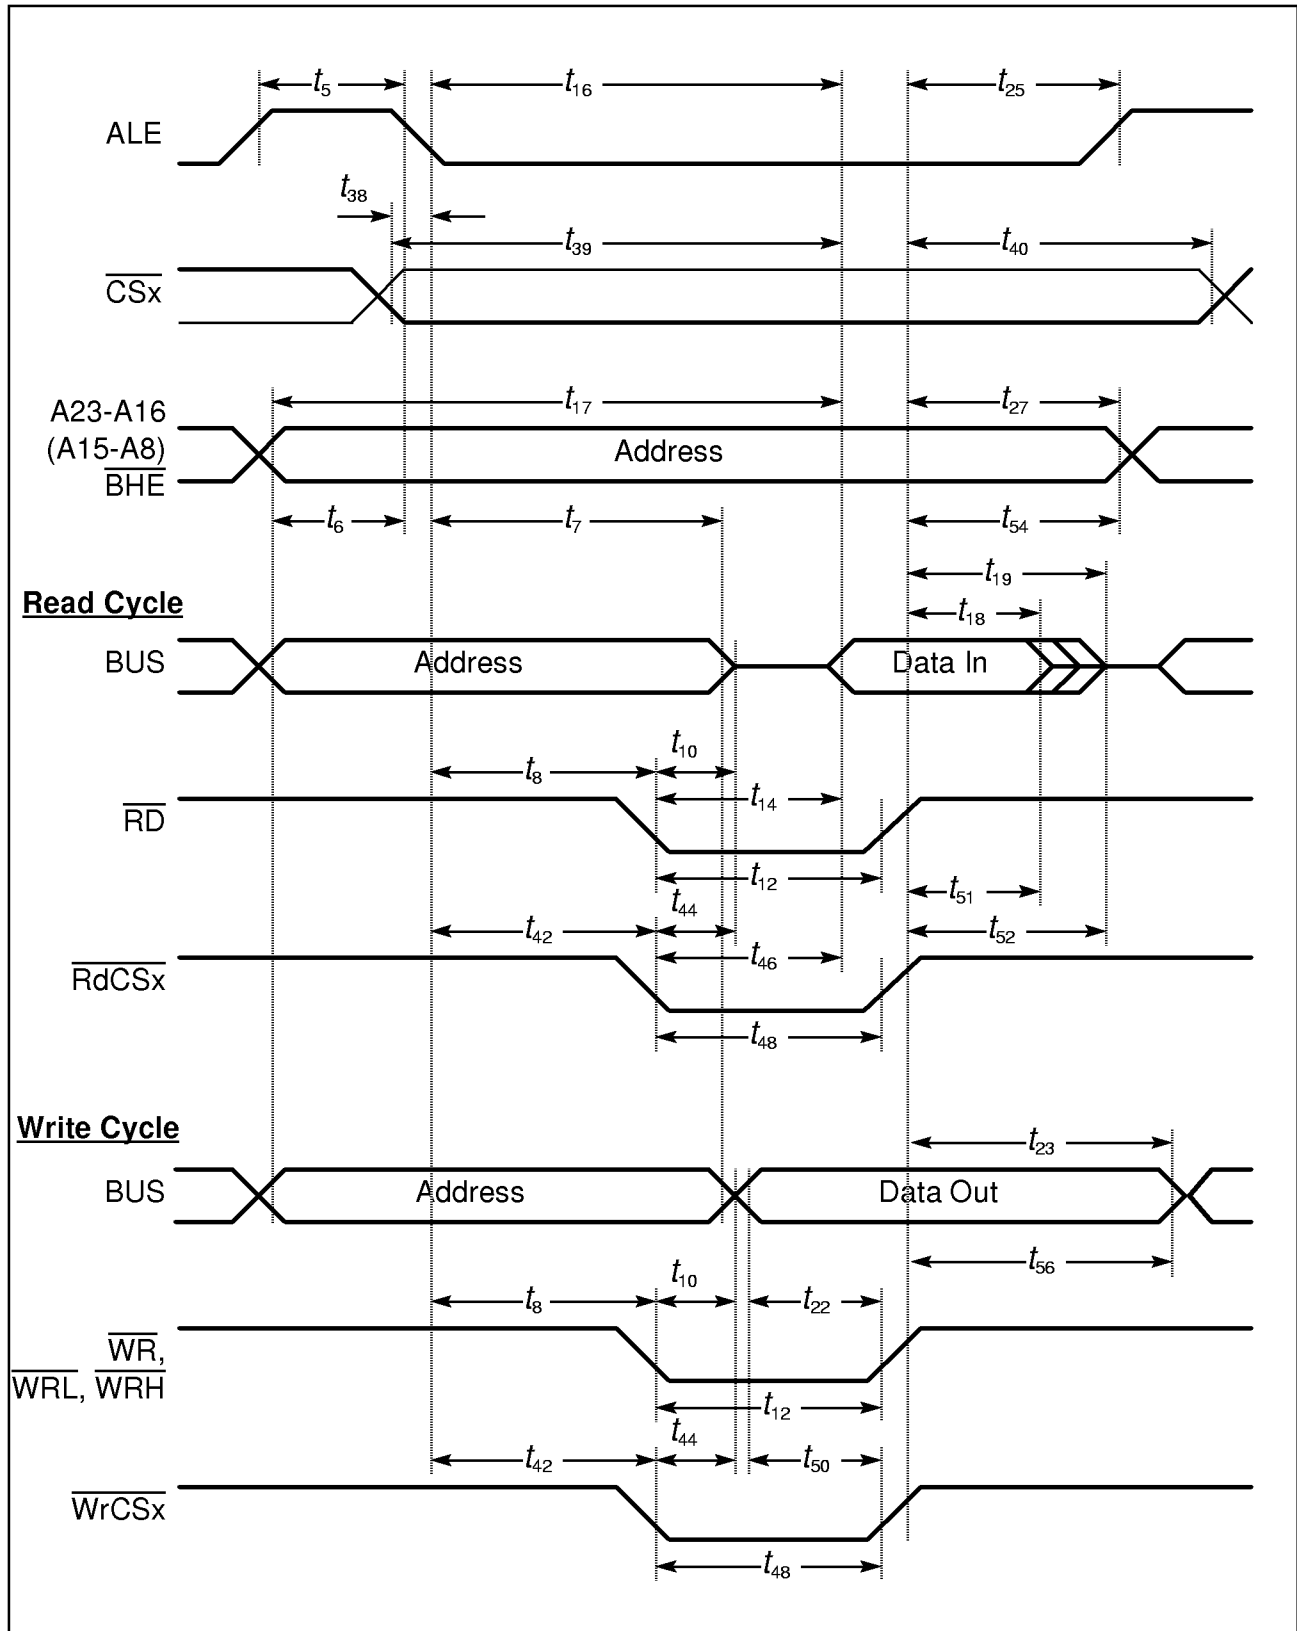 t5 t16 t25
ALE
t38
t39 t40
CSx
t17 t27
A23-A16
(A15-A8)
BHE
Address
t6 t7 t54
t19
Read Cycle
t18
BUS Address Data In
t10
t8
t14
RD
t12
t51
t44
t42 t52
t46
RdCSx
t48
Write Cycle
t23
BUS Address Data Out
t56
t10
t8 t22
WR,
WRL, WRH
t12
t44
t42 t50
WrCSx
t48